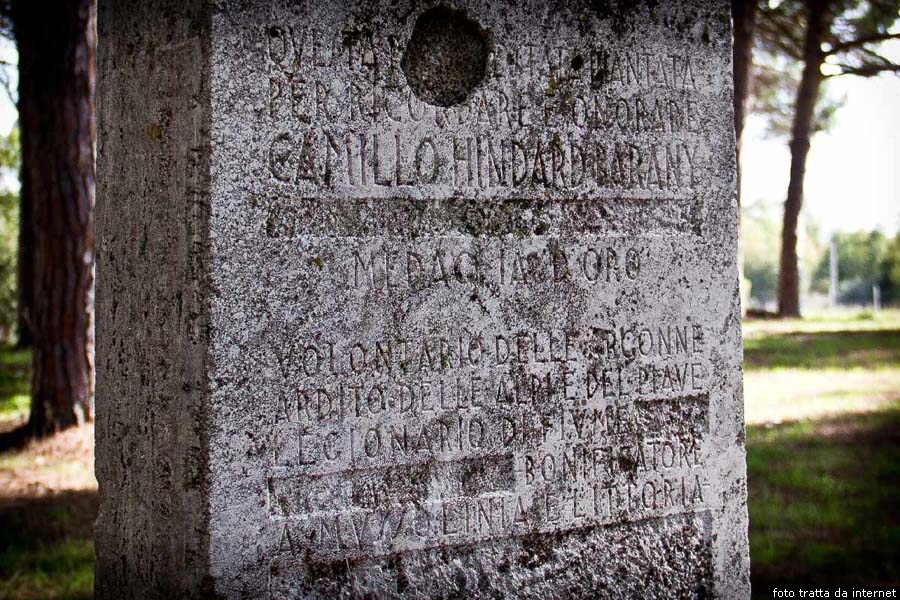 QVESTA PIANTATA
PER RICORDARE E ONORARE
CAMILLO HINDARD BARANY
MEDAGLIA D'ORO
VOLONTARIO DELLE ARGONNE
ARDITO DELLE ALPI E DEL PIAVE
LEGIONARIO DI FIVME
BONIFICATORE
A MVSSOLINIA E LITTORIA
foto tratta da internet